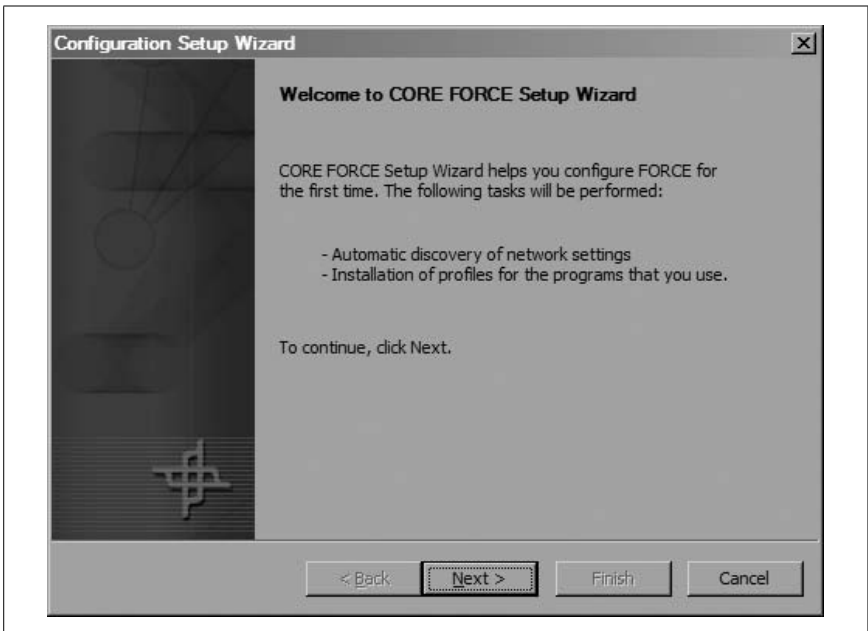 Configuration Setup Wizard
Welcome to CORE FORCE Setup Wizard
CORE FORCE Setup Wizard helps you configure FORCE for
the first time. The following tasks will be performed:
- Automatic discovery of network settings
- Installation of profiles for the programs that you use.
To continue, click Next.
< Back
Next >
Finish
Cancel